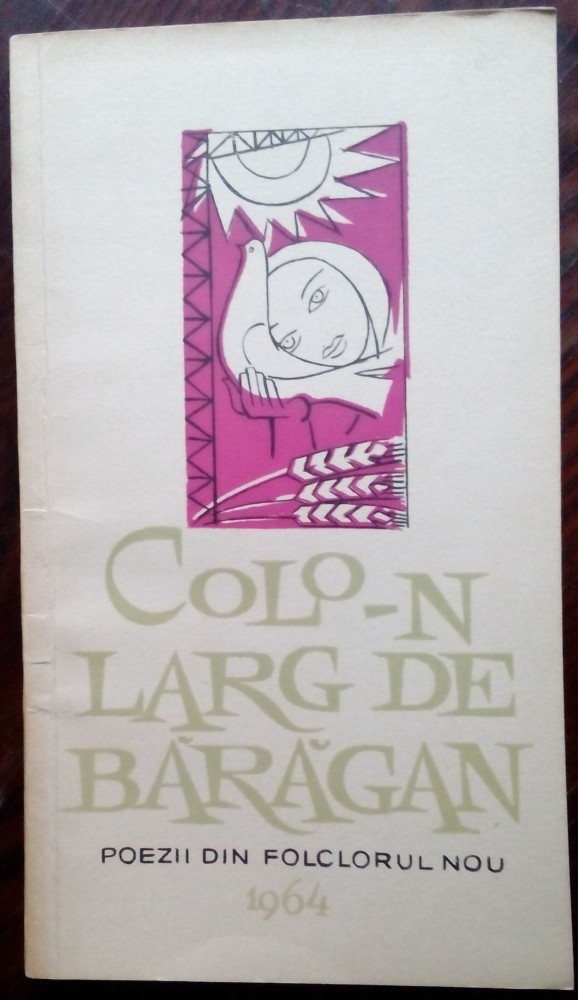 COLO-N
LARG DE
BĂRĂGAN
POEZII DIN FOLCLORUL NOU
1964